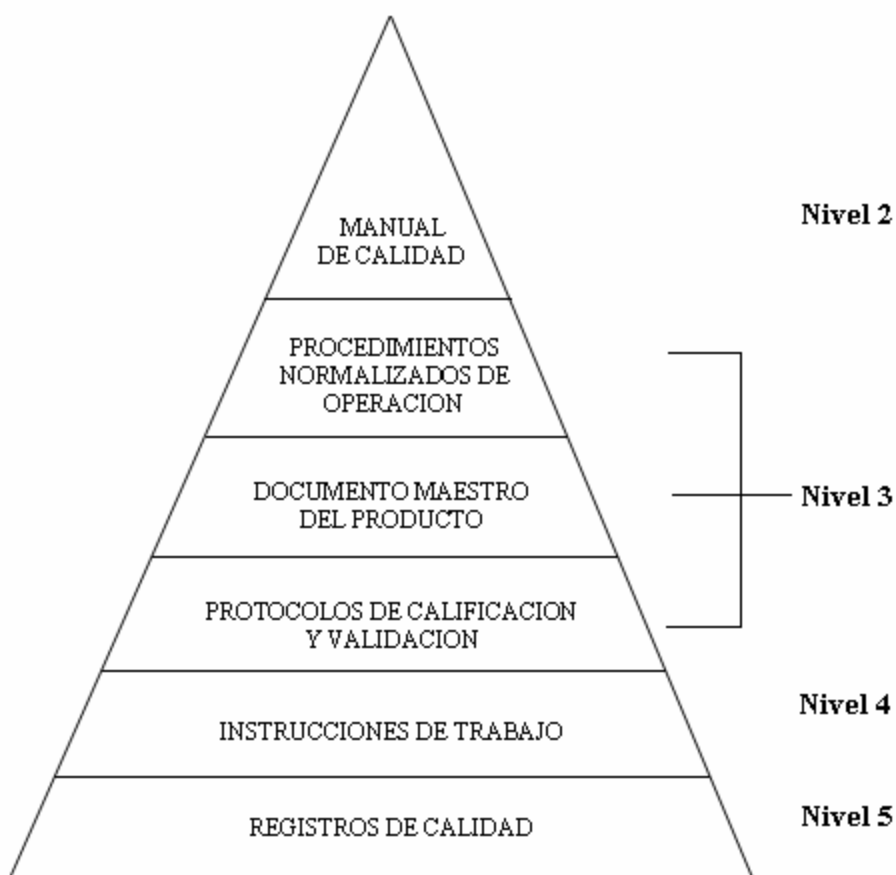 Nivel 2
MANUAL
DE CALIDAD
PROCEDIMIENTOS
NORMALIZADOS DE
OPERACION
DOCUMENTO MAESTRO
DEL PRODUCTO
Nivel 3
PROTOCOLOS DE CALIFICACION
Y VALIDACION
INSTRUCCIONES DE TRABAJO
Nivel 4
REGISTROS DE CALIDAD
Nivel 5